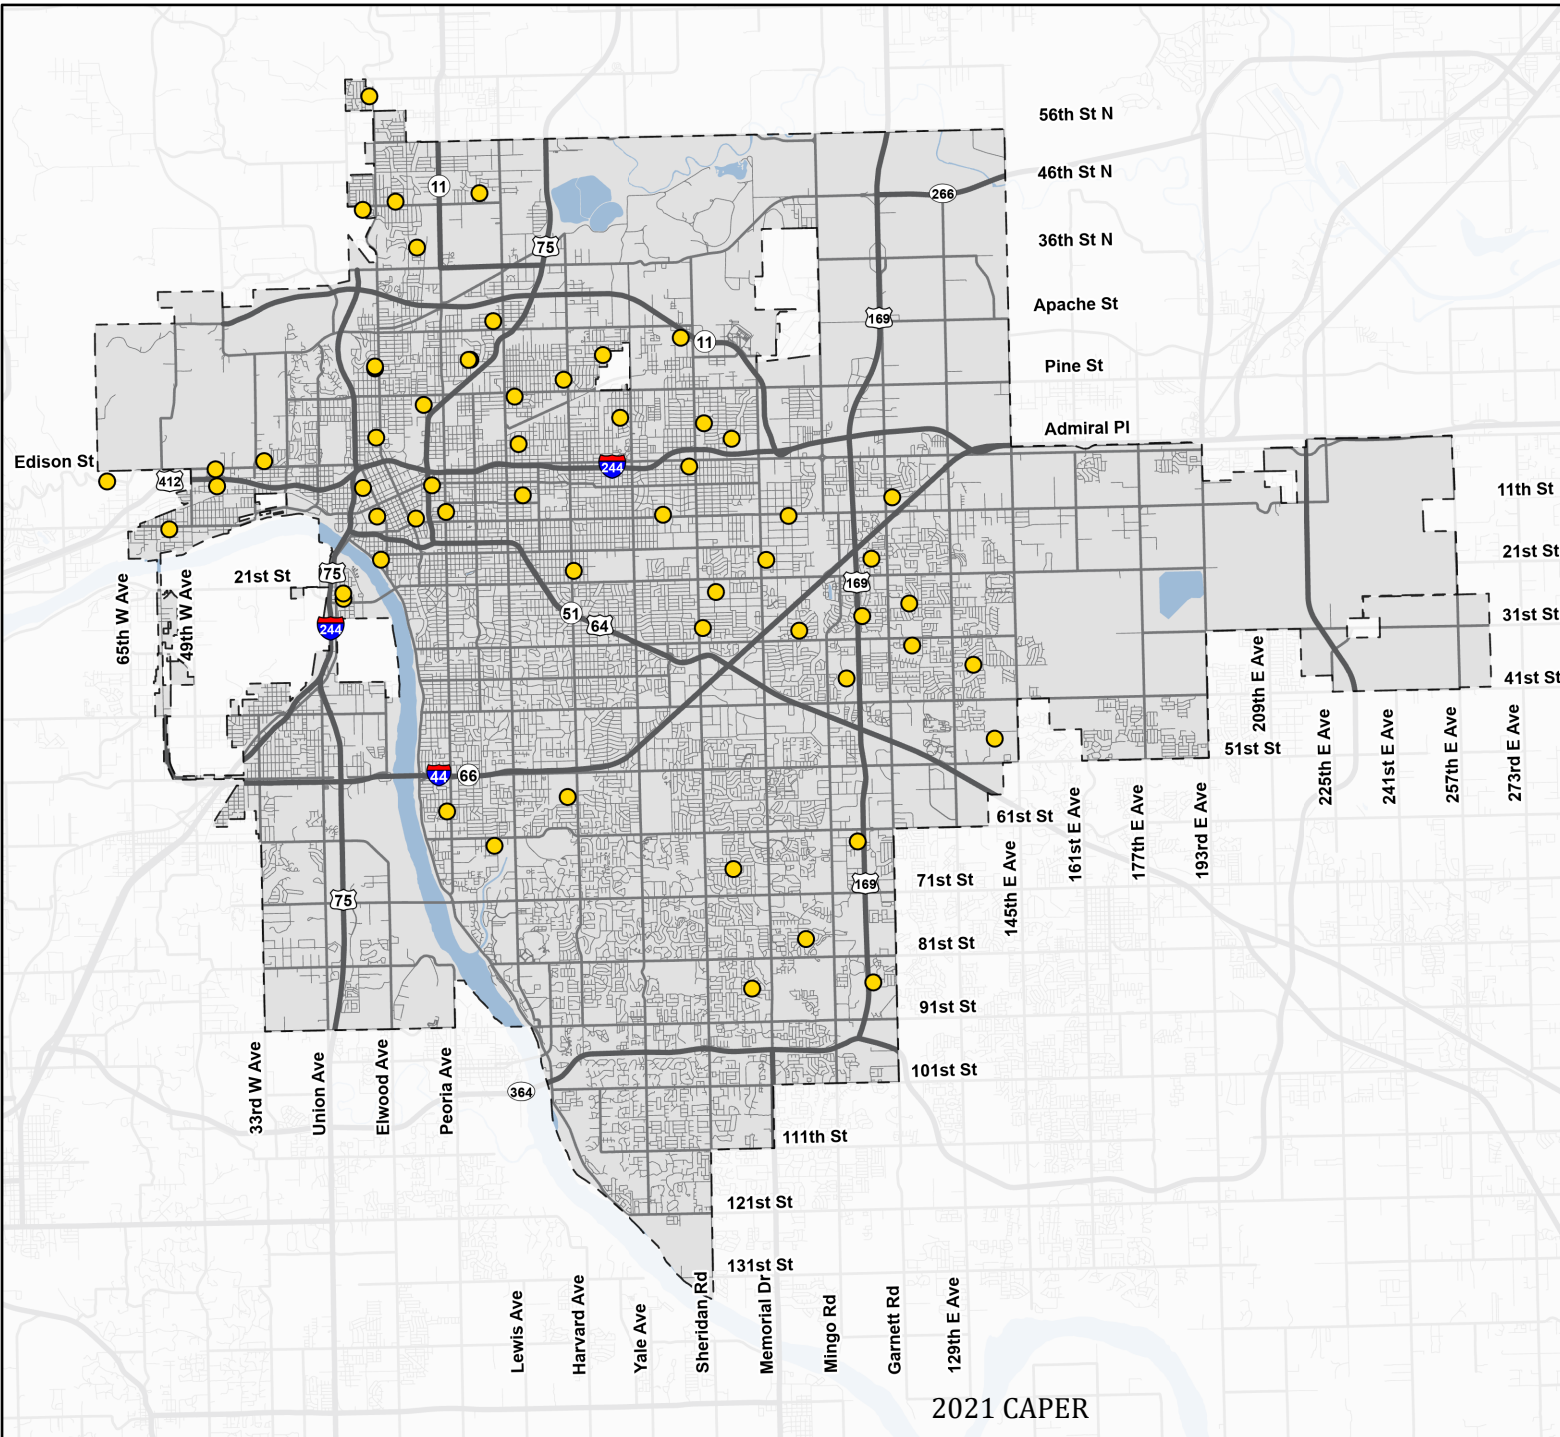 56th St N
46th St N
11
266
36th St N
75
Apache St
169
11
Pine St
Admiral Pl
Edison St
244
412
11th St
21st St
75
21st St
169
51
64
31st St
244
65th W Ave
49th W Ave
41st St
209th E Ave
51st St
44
66
225th E Ave
241st E Ave
257th E Ave
273rd E Ave
61st St
161st E Ave
177th E Ave
193rd E Ave
145th E Ave
71st St
169
75
81st St
91st St
33rd W Ave
Union Ave
Elwood Ave
Peoria Ave
101st St
364
111th St
121st St
131st St
Lewis Ave
Harvard Ave
Yale Ave
Sheridan Rd
Memorial Dr
Mingo Rd
Garnett Rd
129th E Ave
2021 CAPER